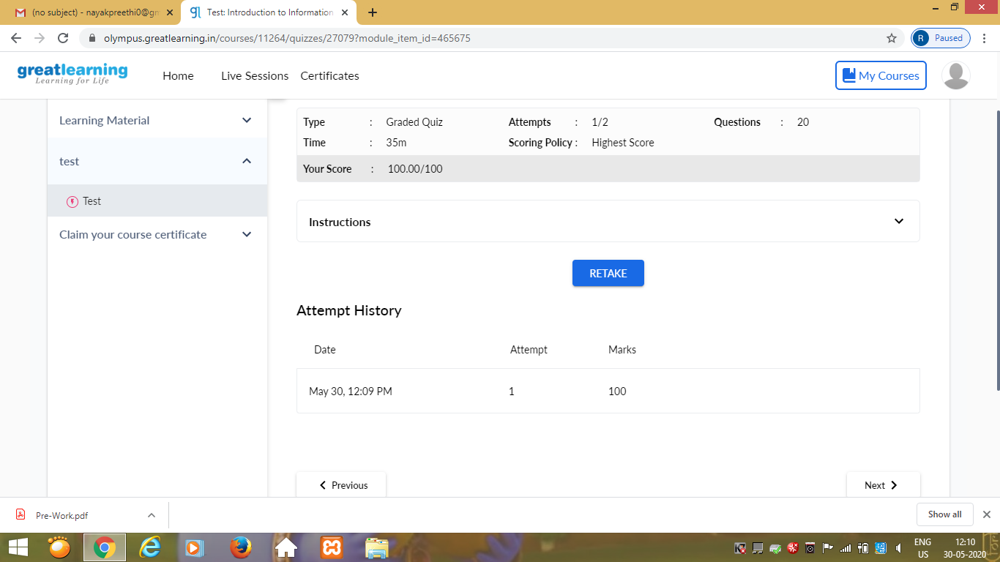 (no subject) - nayakpreethi0@gm
Test: Introduction to Information
olympus.greatlearning.in/courses/11264/quizzes/27079?module_item_id=465675
R Paused
greatlearning
Learning for Life
Home Live Sessions Certificates
My Courses
Learning Material
test
Test
Claim your course certificate
Type : Graded Quiz Attempts : 1/2 Questions : 20
Time : 35m Scoring Policy : Highest Score
Your Score : 100.00/100
Instructions
RETAKE
Attempt History
Date Attempt Marks
May 30, 12:09 PM 1 100
Previous Next
Pre-Work.pdf
Show all
ENG 12:10
US 30-05-2020